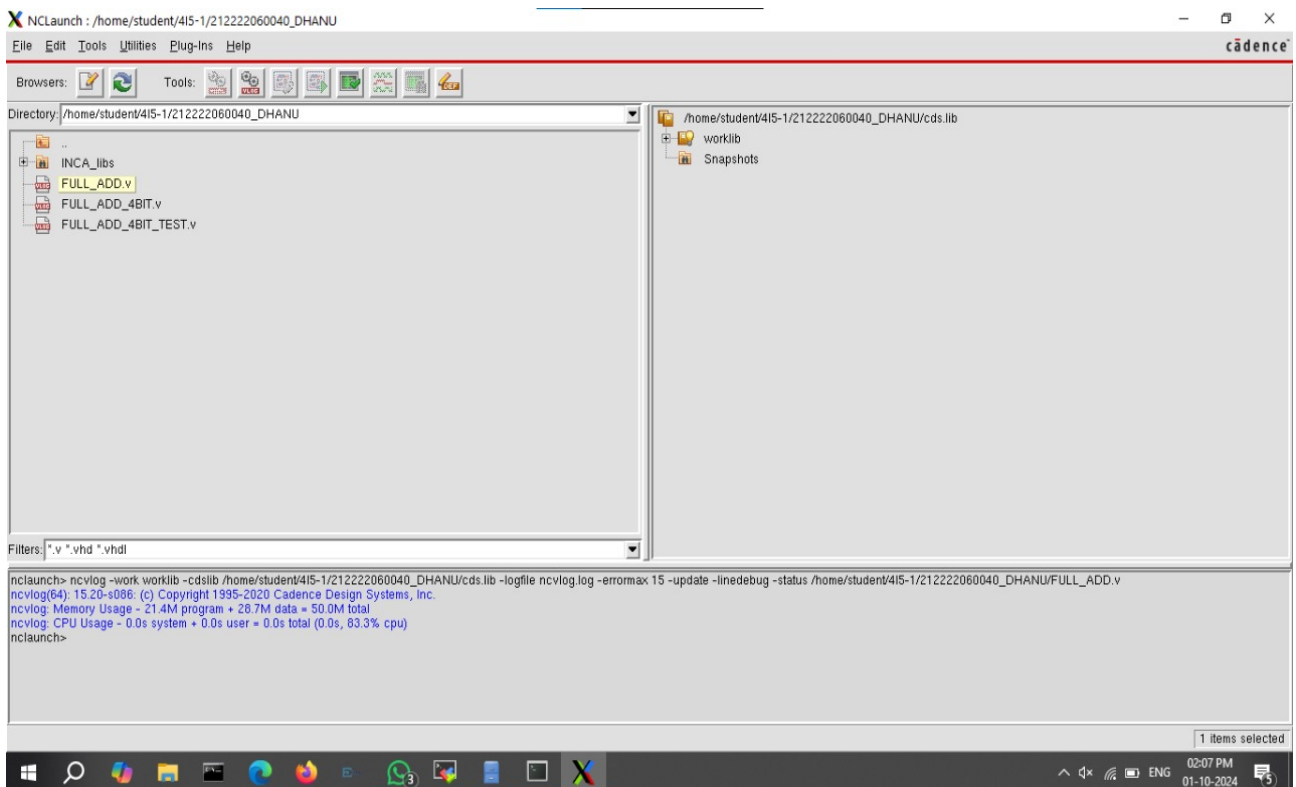 NCLaunch : /home/student/4I5-1/212222060040_DHANU
File Edit Tools Utilities Plug-Ins Help
cādence
Browsers: Tools:
VLOG
Directory: /home/student/4I5-1/212222060040_DHANU
/home/student/4I5-1/212222060040_DHANU/cds.lib
..
worklib
INCA_libs
Snapshots
FULL_ADD.v
FULL_ADD_4BIT.v
FULL_ADD_4BIT_TEST.v
Filters: *.v *.vhd *.vhdl
nclaunch> ncvlog -work worklib -cdslib /home/student/4I5-1/212222060040_DHANU/cds.lib -logfile ncvlog.log -errormax 15 -update -linedebug -status /home/student/4I5-1/212222060040_DHANU/FULL_ADD.v
ncvlog(64): 15.20-s086: (c) Copyright 1995-2020 Cadence Design Systems, Inc.
ncvlog: Memory Usage - 21.4M program + 28.7M data = 50.0M total
ncvlog: CPU Usage - 0.0s system + 0.0s user = 0.0s total (0.0s, 83.3% cpu)
nclaunch>
1 items selected
3
ENG
02:07 PM
01-10-2024
5